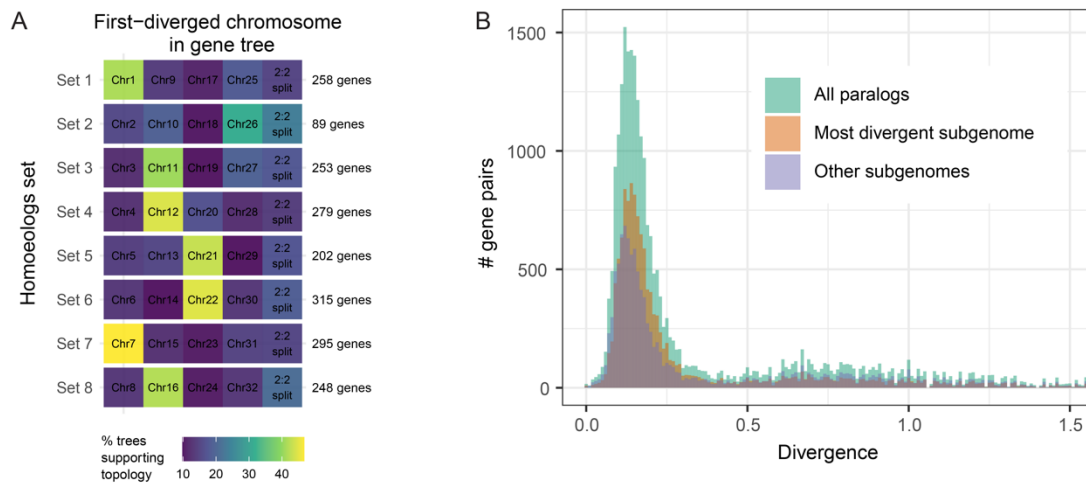 A
First−diverged chromosome
in gene tree
Homoeologs set
Set 1 Chr1 Chr9 Chr17 Chr25 2:2 split 258 genes
Set 2 Chr2 Chr10 Chr18 Chr26 2:2 split 89 genes
Set 3 Chr3 Chr11 Chr19 Chr27 2:2 split 253 genes
Set 4 Chr4 Chr12 Chr20 Chr28 2:2 split 279 genes
Set 5 Chr5 Chr13 Chr21 Chr29 2:2 split 202 genes
Set 6 Chr6 Chr14 Chr22 Chr30 2:2 split 315 genes
Set 7 Chr7 Chr15 Chr23 Chr31 2:2 split 295 genes
Set 8 Chr8 Chr16 Chr24 Chr32 2:2 split 248 genes
% trees
supporting
topology
10 20 30 40
B
# gene pairs
1500
1000
500
0
All paralogs
Most divergent subgenome
Other subgenomes
0.0 0.5 1.0 1.5
Divergence